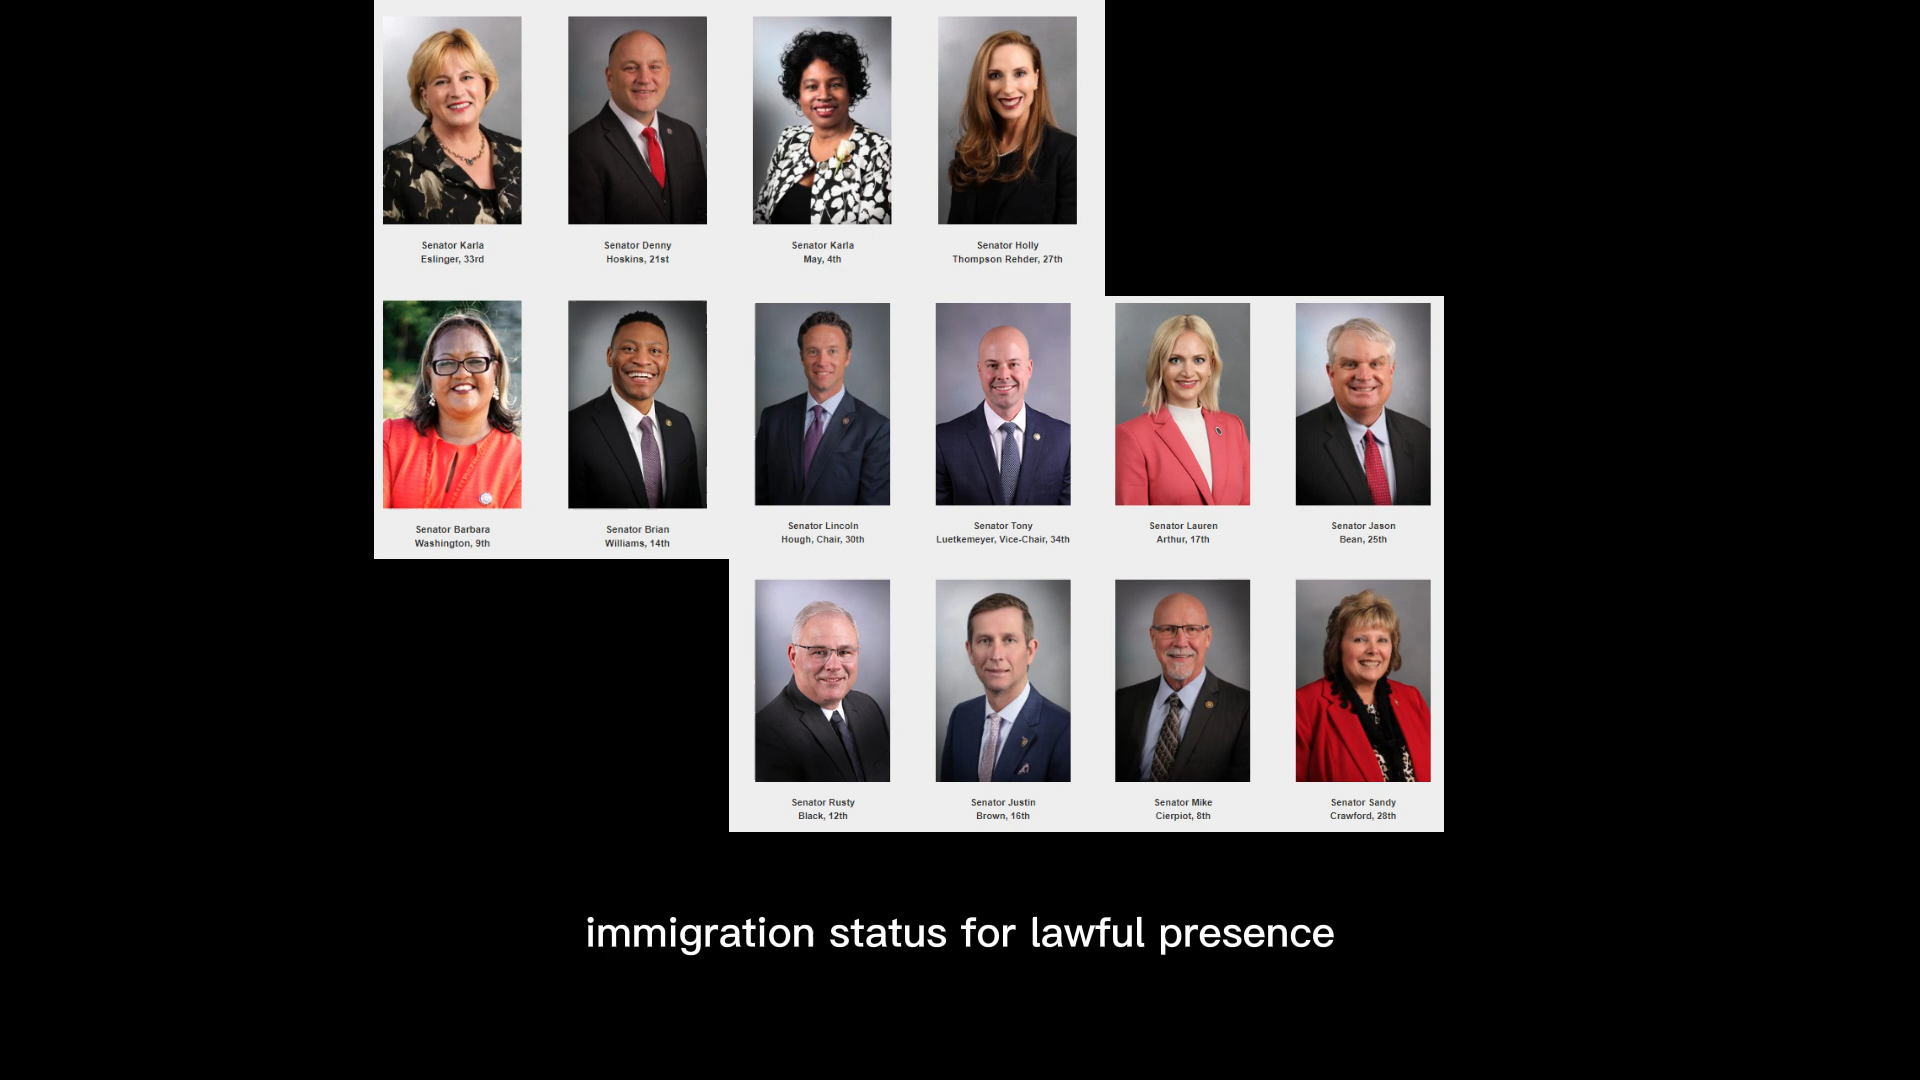 Senator Karla
Eslinger, 33rd
Senator Denny
Hoskins, 21st
Senator Karla
May, 4th
Senator Holly
Thompson Rehder, 27th
Senator Barbara
Washington, 9th
Senator Brian
Williams, 14th
Senator Lincoln
Hough, Chair, 30th
Senator Tony
Luetkemeyer, Vice-Chair, 34th
Senator Lauren
Arthur, 17th
Senator Jason
Bean, 25th
Senator Rusty
Black, 12th
Senator Justin
Brown, 16th
Senator Mike
Cierpiot, 8th
Senator Sandy
Crawford, 28th
immigration status for lawful presence